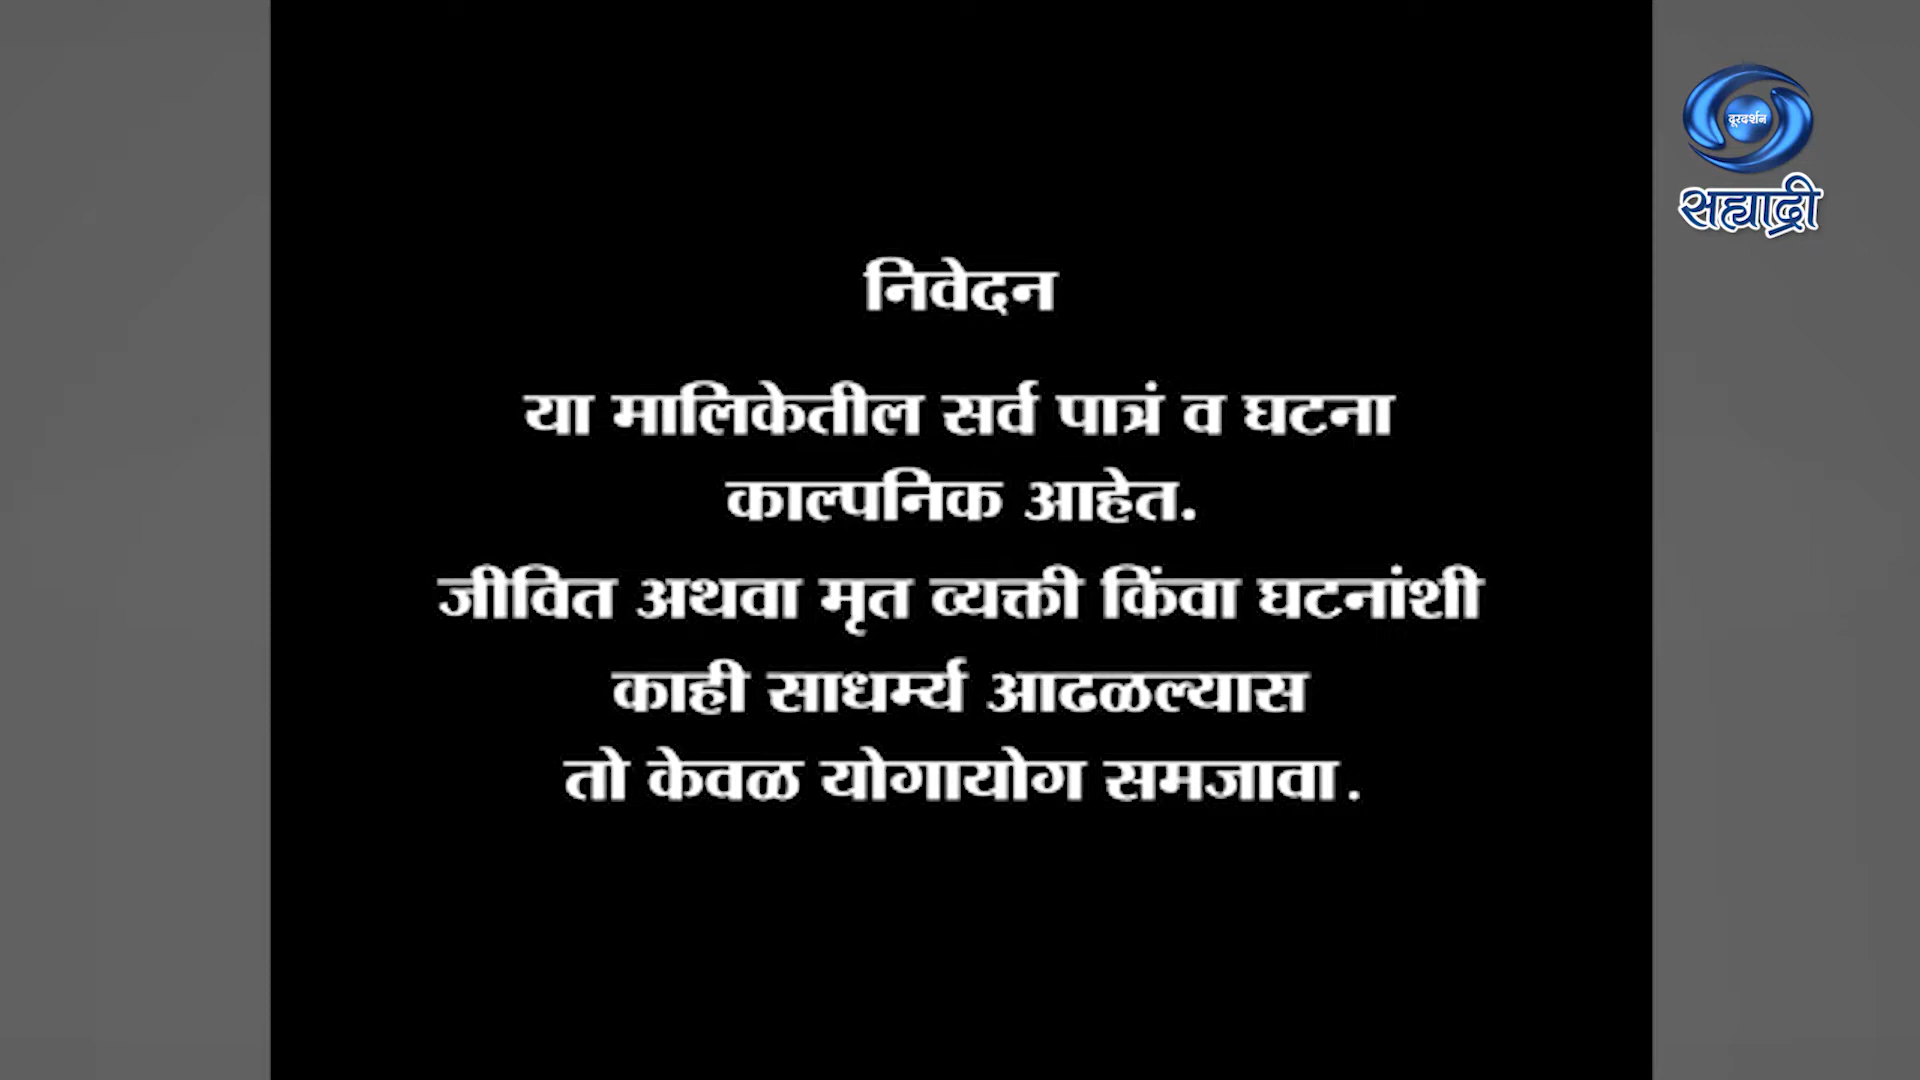 दूरदर्शन
सह्याद्री
निवेदन
या मालिकेतील सर्व पात्रं व घटना
काल्पनिक आहेत.
जीवित अथवा मृत व्यक्ती किंवा घटनांशी
काही साधर्म्य आढळल्यास
तो केवळ योगायोग समजावा.